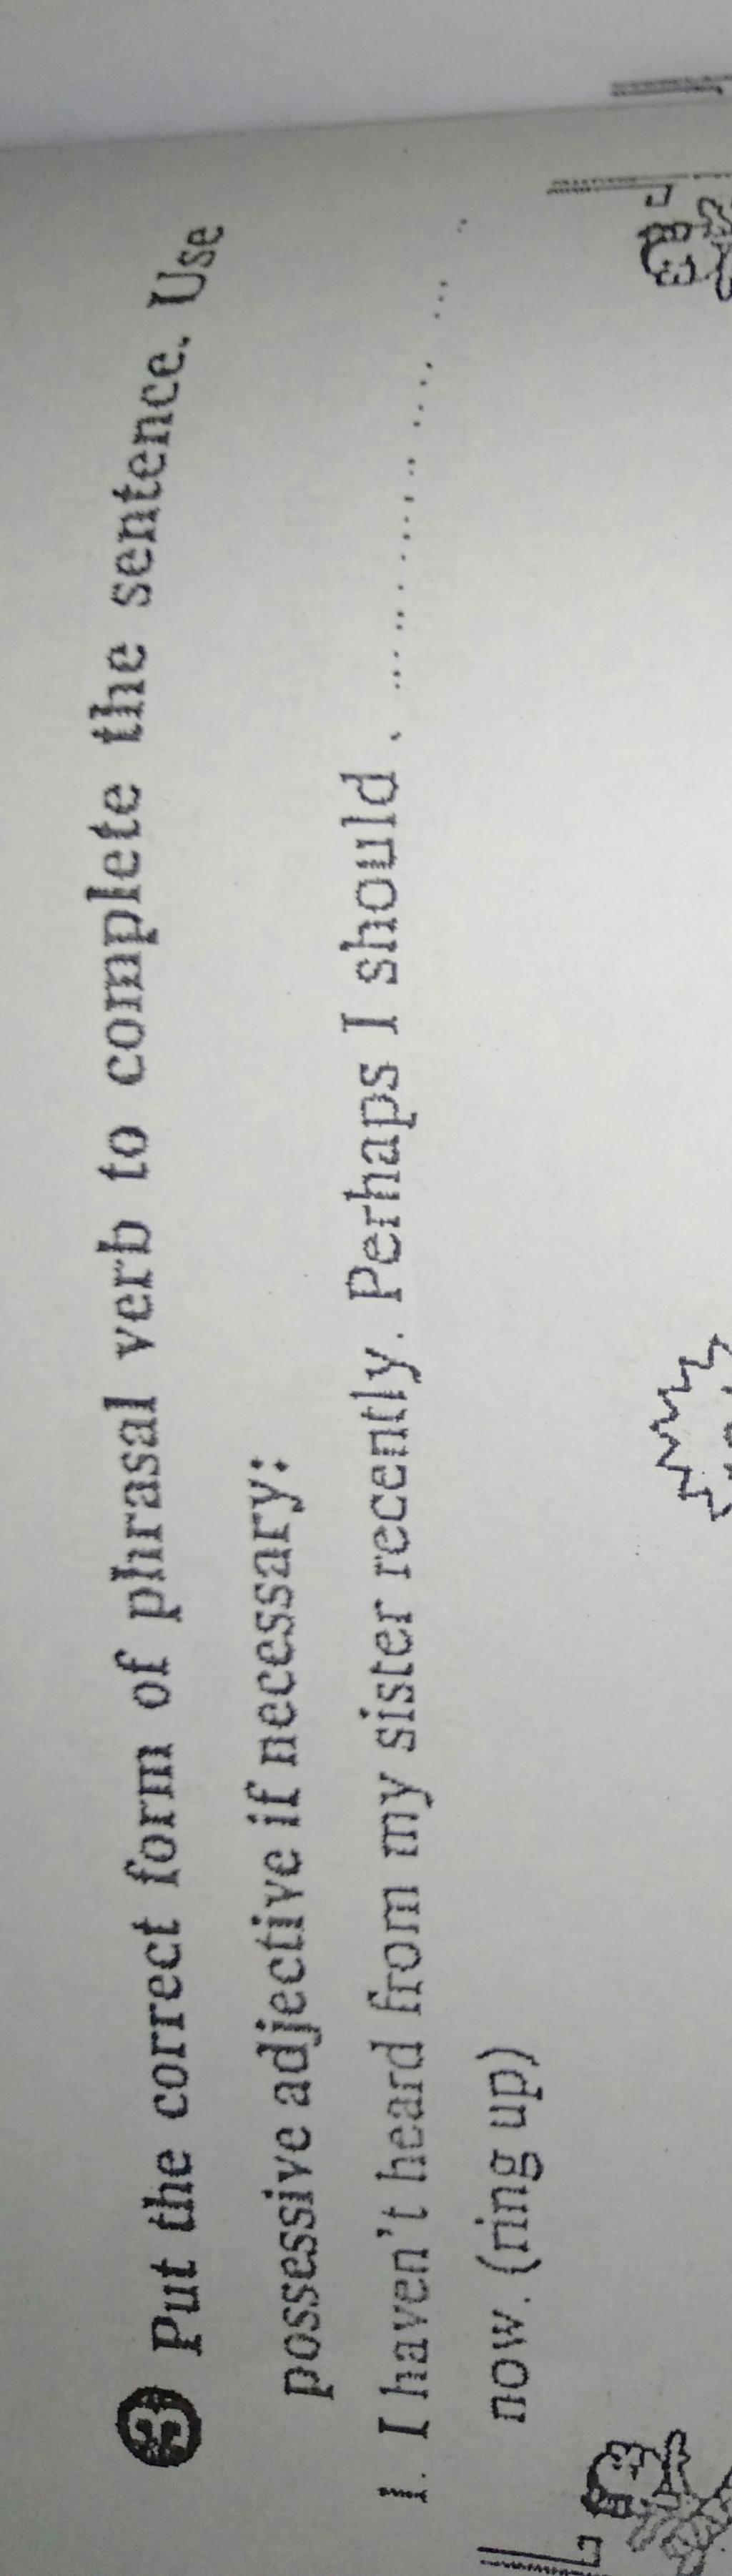 3 Put the correct form of phrasal verb to complete the sentence. Use
possessive adjective if necessary:
1. I haven't heard from my sister recently. Perhaps I should . ... .. . ... .. .... ... ..
now. (ring up)